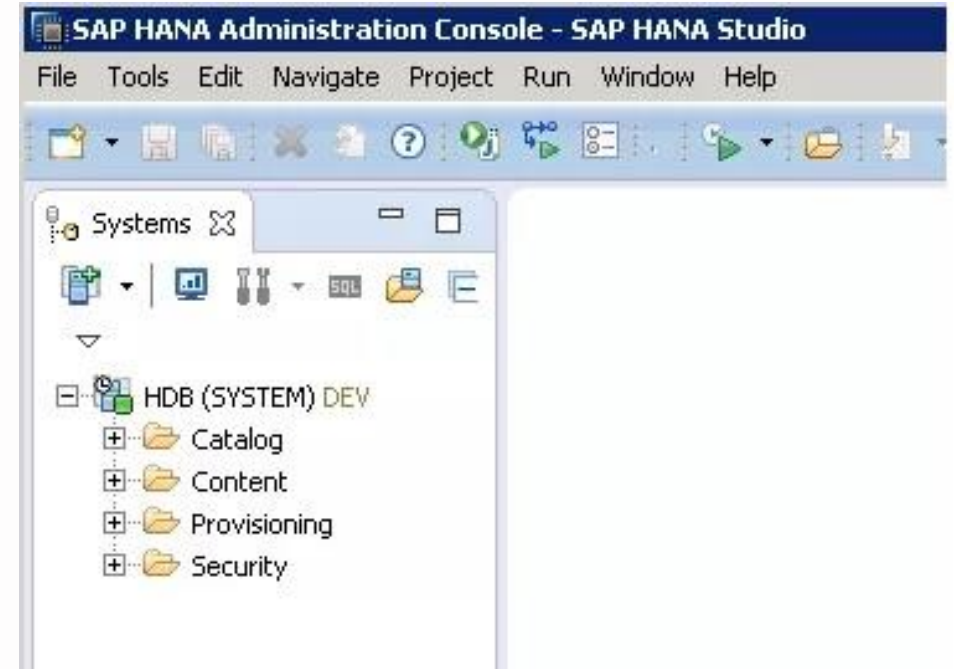 SAP HANA Administration Console - SAP HANA Studio
File Tools Edit Navigate Project Run Window Help
Systems
SQL
HDB (SYSTEM) DEV
Catalog
Content
Provisioning
Security